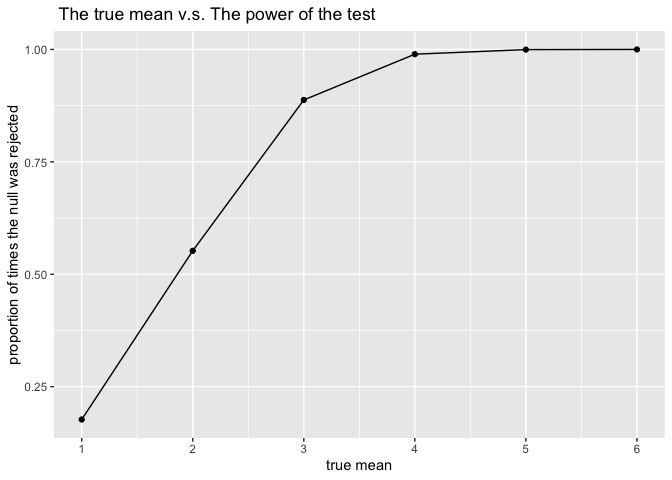 The true mean v.s. The power of the test
proportion of times the null was rejected
1.00
0.75
0.50
0.25
1 2 3 4 5 6
true mean